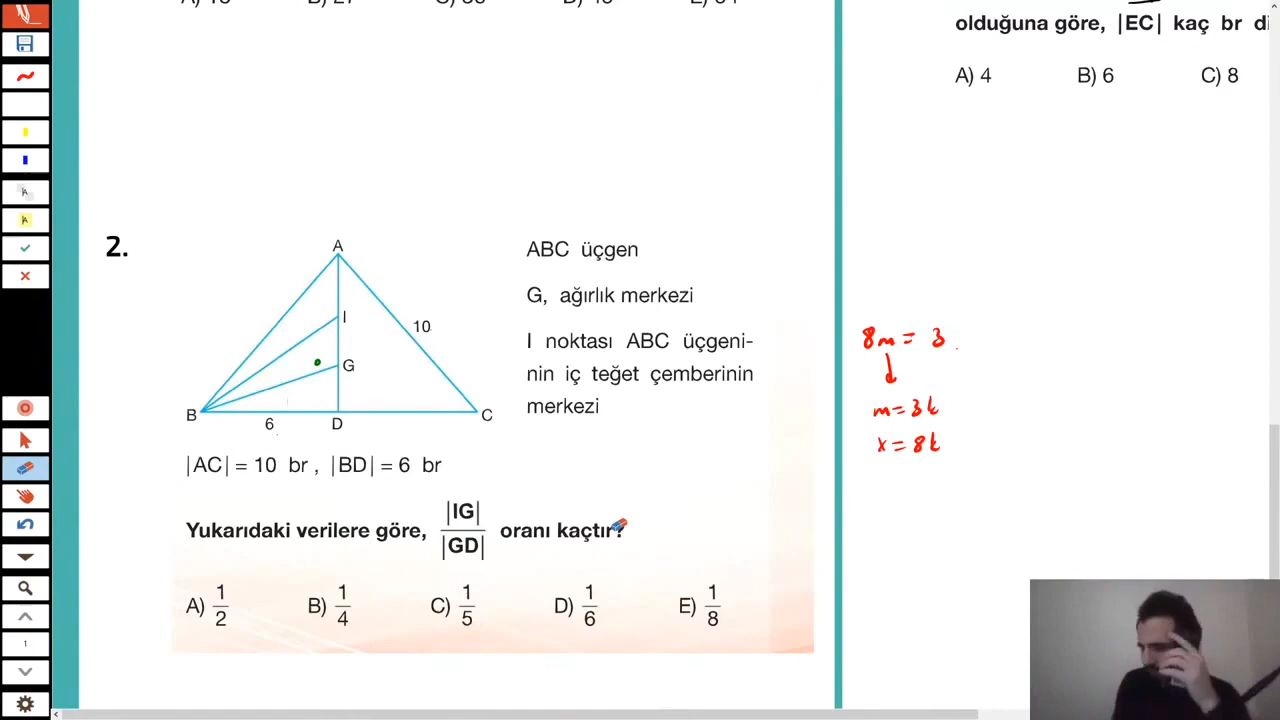 olduğuna göre, |EC| kaç br di
A) 4 B) 6 C) 8
2.
A
I
10
G
B
6
D
C
ABC üçgen
G, ağırlık merkezi
I noktası ABC üçgeni-
nin iç teğet çemberinin
merkezi
|AC| = 10 br , |BD| = 6 br
Yukarıdaki verilere göre, |IG| / |GD| oranı kaçtır?
A) 1/2 B) 1/4 C) 1/5 D) 1/6 E) 1/8
8m = 3
m = 3k
x = 8k
1